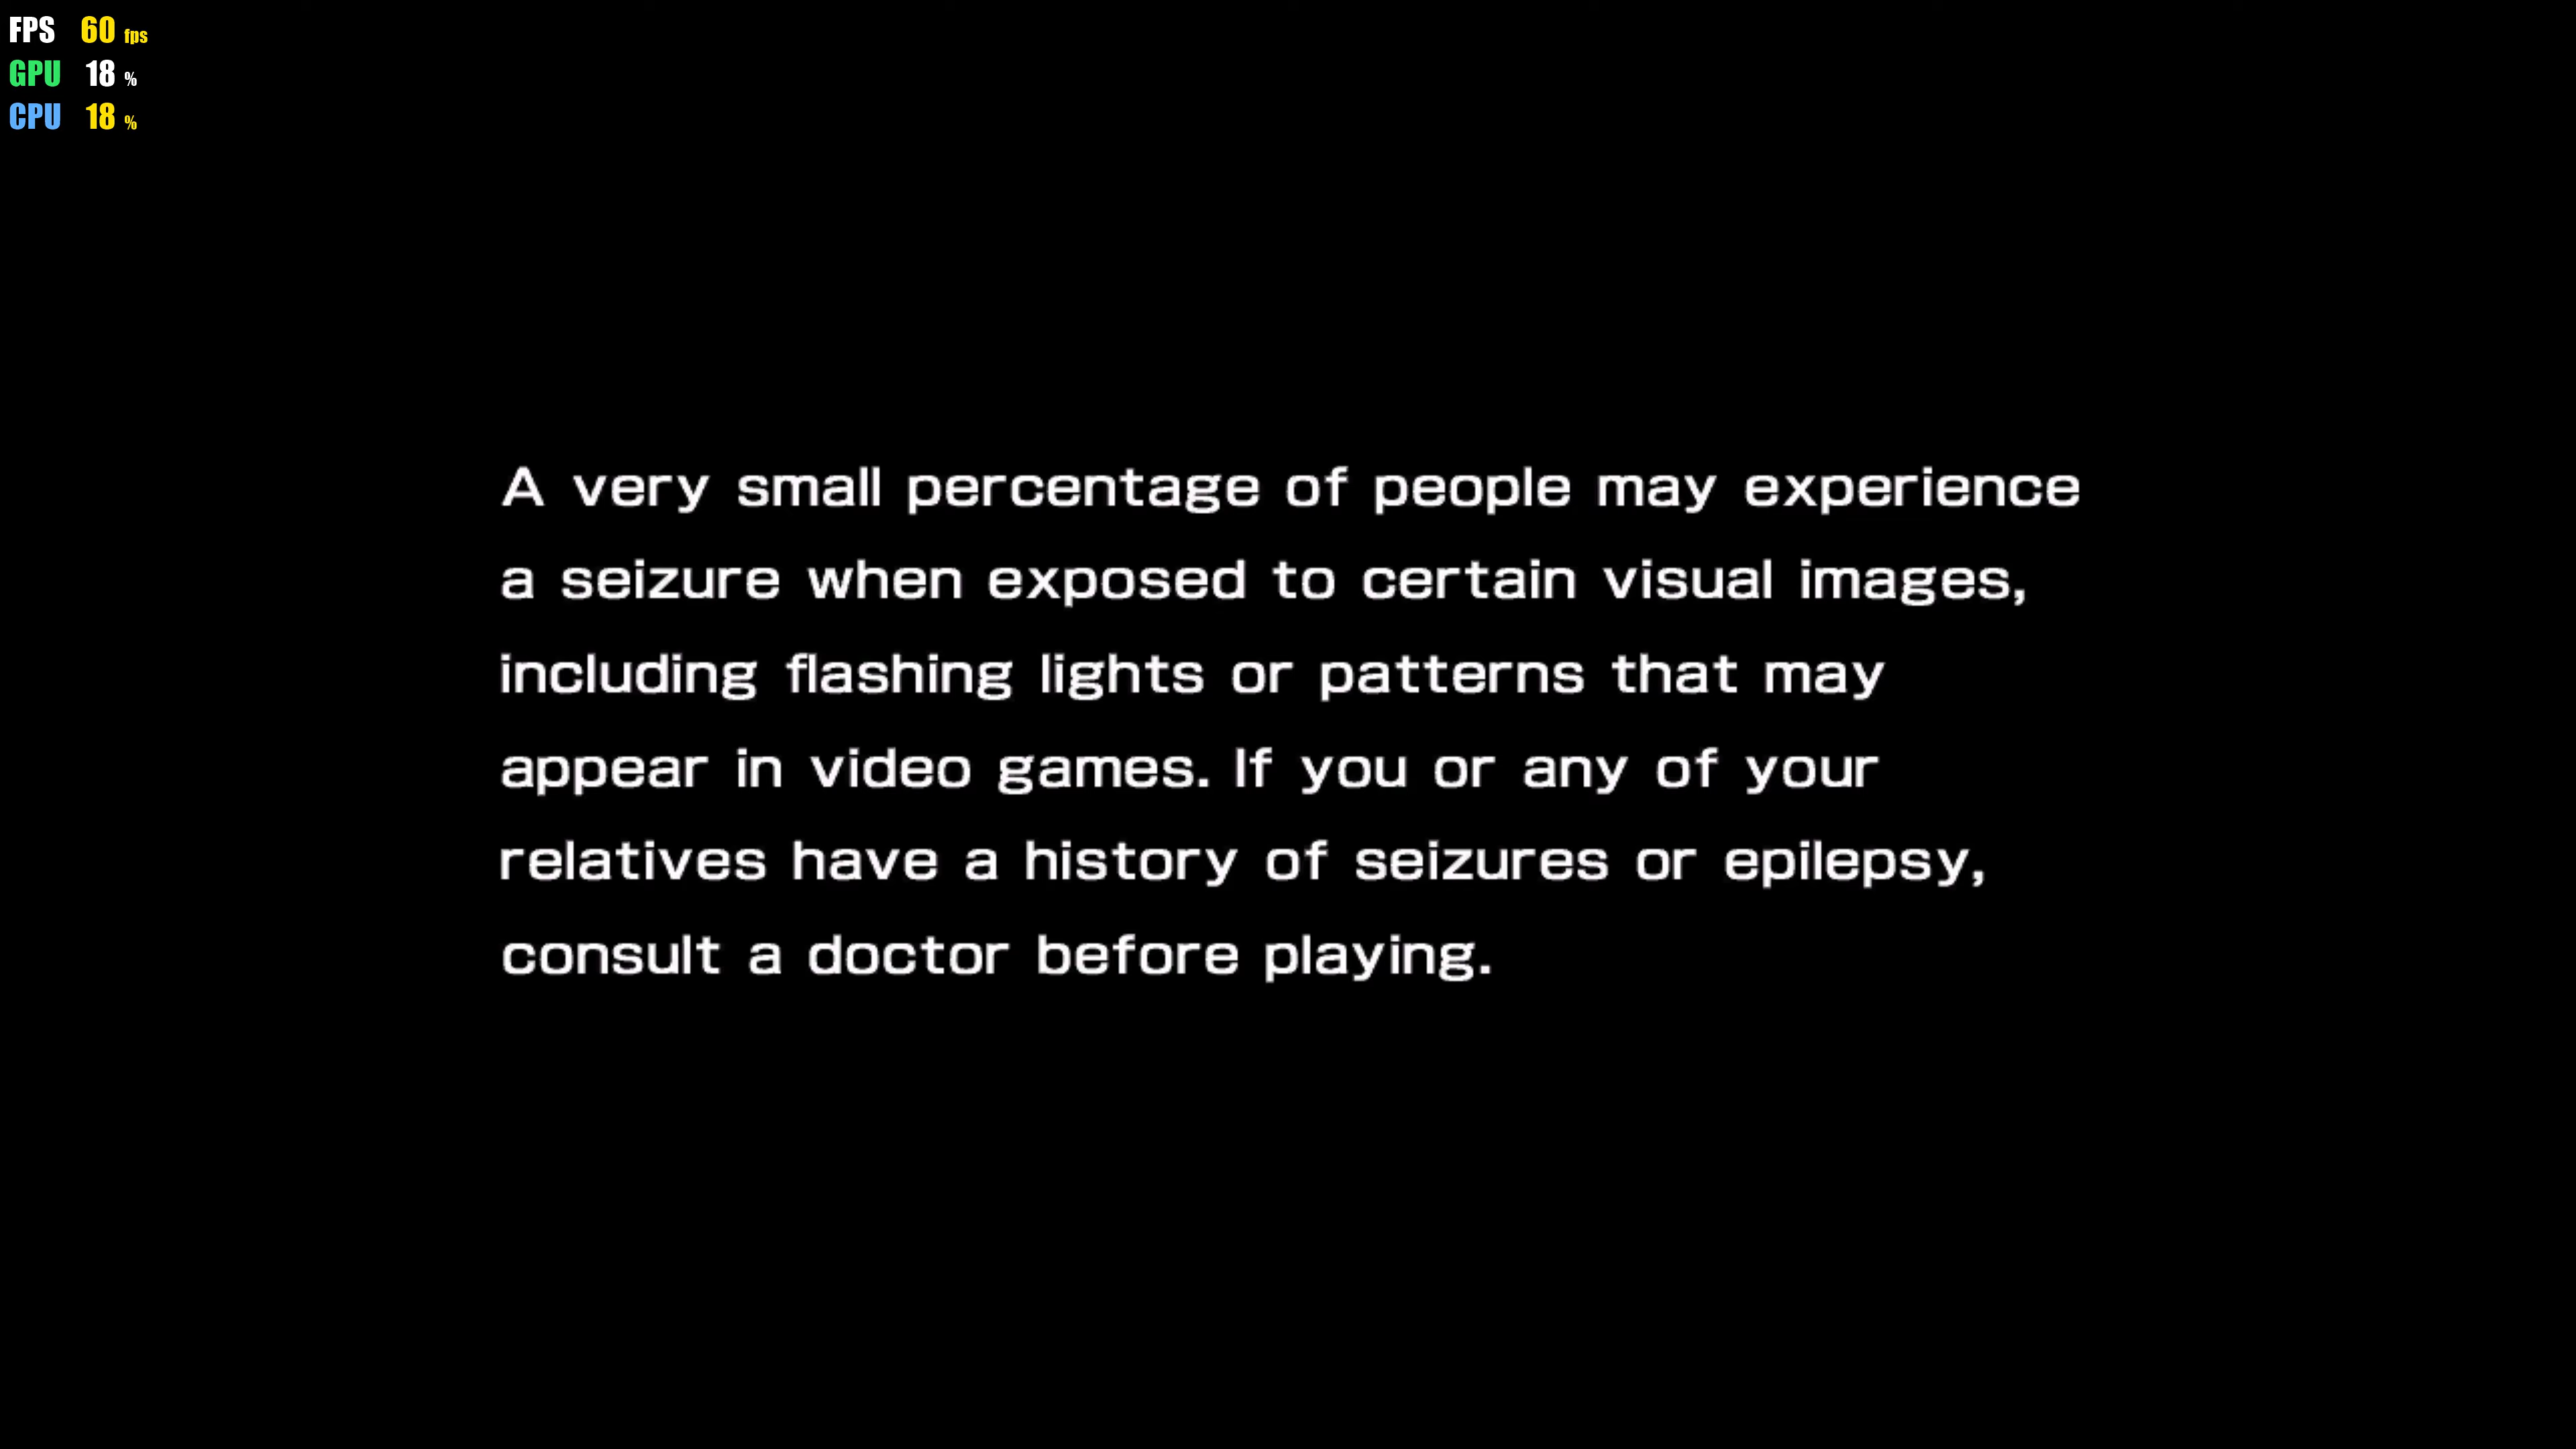 FPS 60 fps
GPU 18 %
CPU 18 %
A very small percentage of people may experience
a seizure when exposed to certain visual images,
including flashing lights or patterns that may
appear in video games. If you or any of your
relatives have a history of seizures or epilepsy,
consult a doctor before playing.